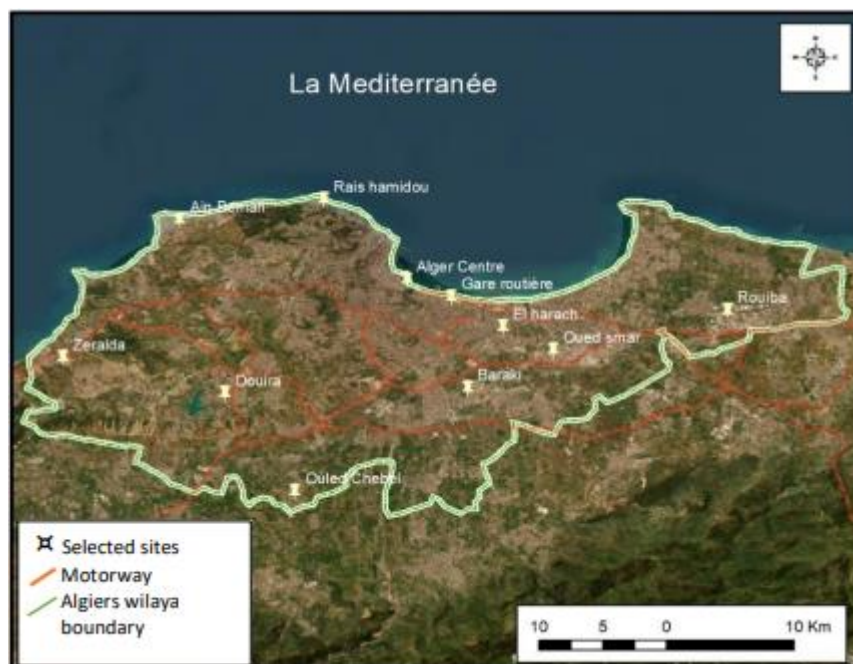 La Mediterranée
Rais hamidou
Ain Benian
Alger Centre
Gare routière
Rouiba
El harach
Oued smar
Zeralda
Baraki
Douira
Ouled Chebel
Selected sites
Motorway
Algiers wilaya
boundary
10 5 0 10 Km